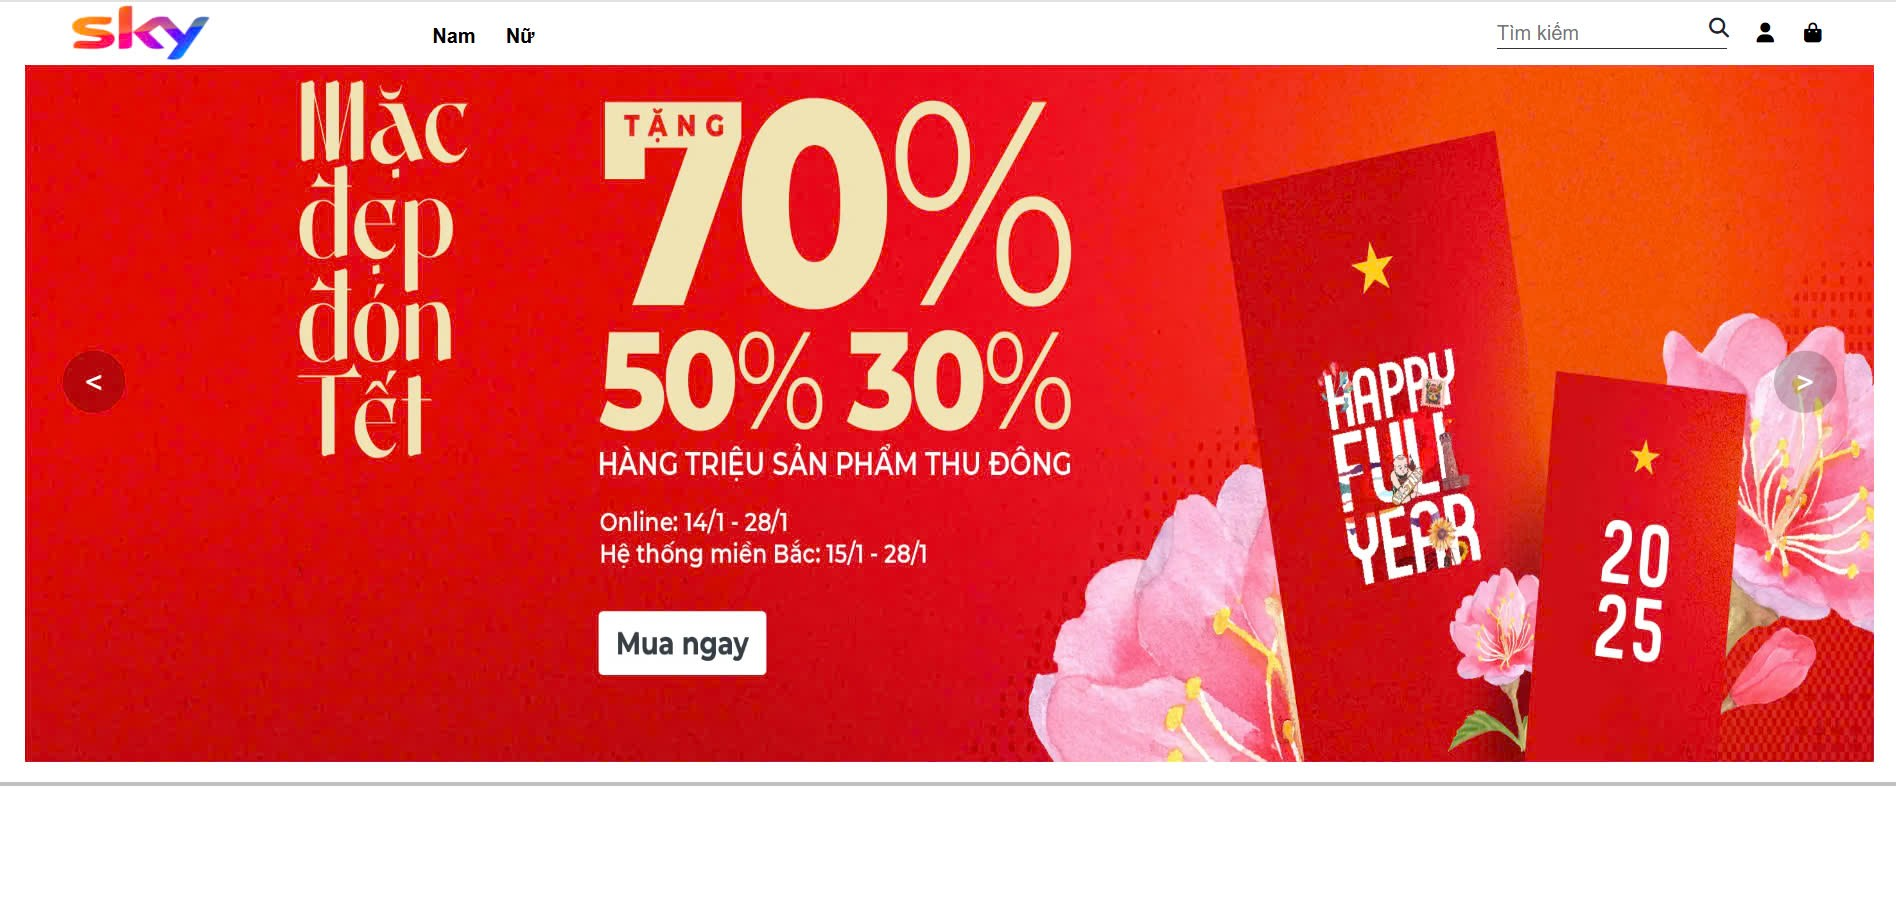 sky
Nam Nữ
Tìm kiếm
Mặc
đẹp
đón
Tết
TẶNG
70%
50% 30%
HÀNG TRIỆU SẢN PHẨM THU ĐÔNG
Online: 14/1 - 28/1
Hệ thống miền Bắc: 15/1 - 28/1
Mua ngay
<
>
HAPPY
FULL
YEAR
20
25